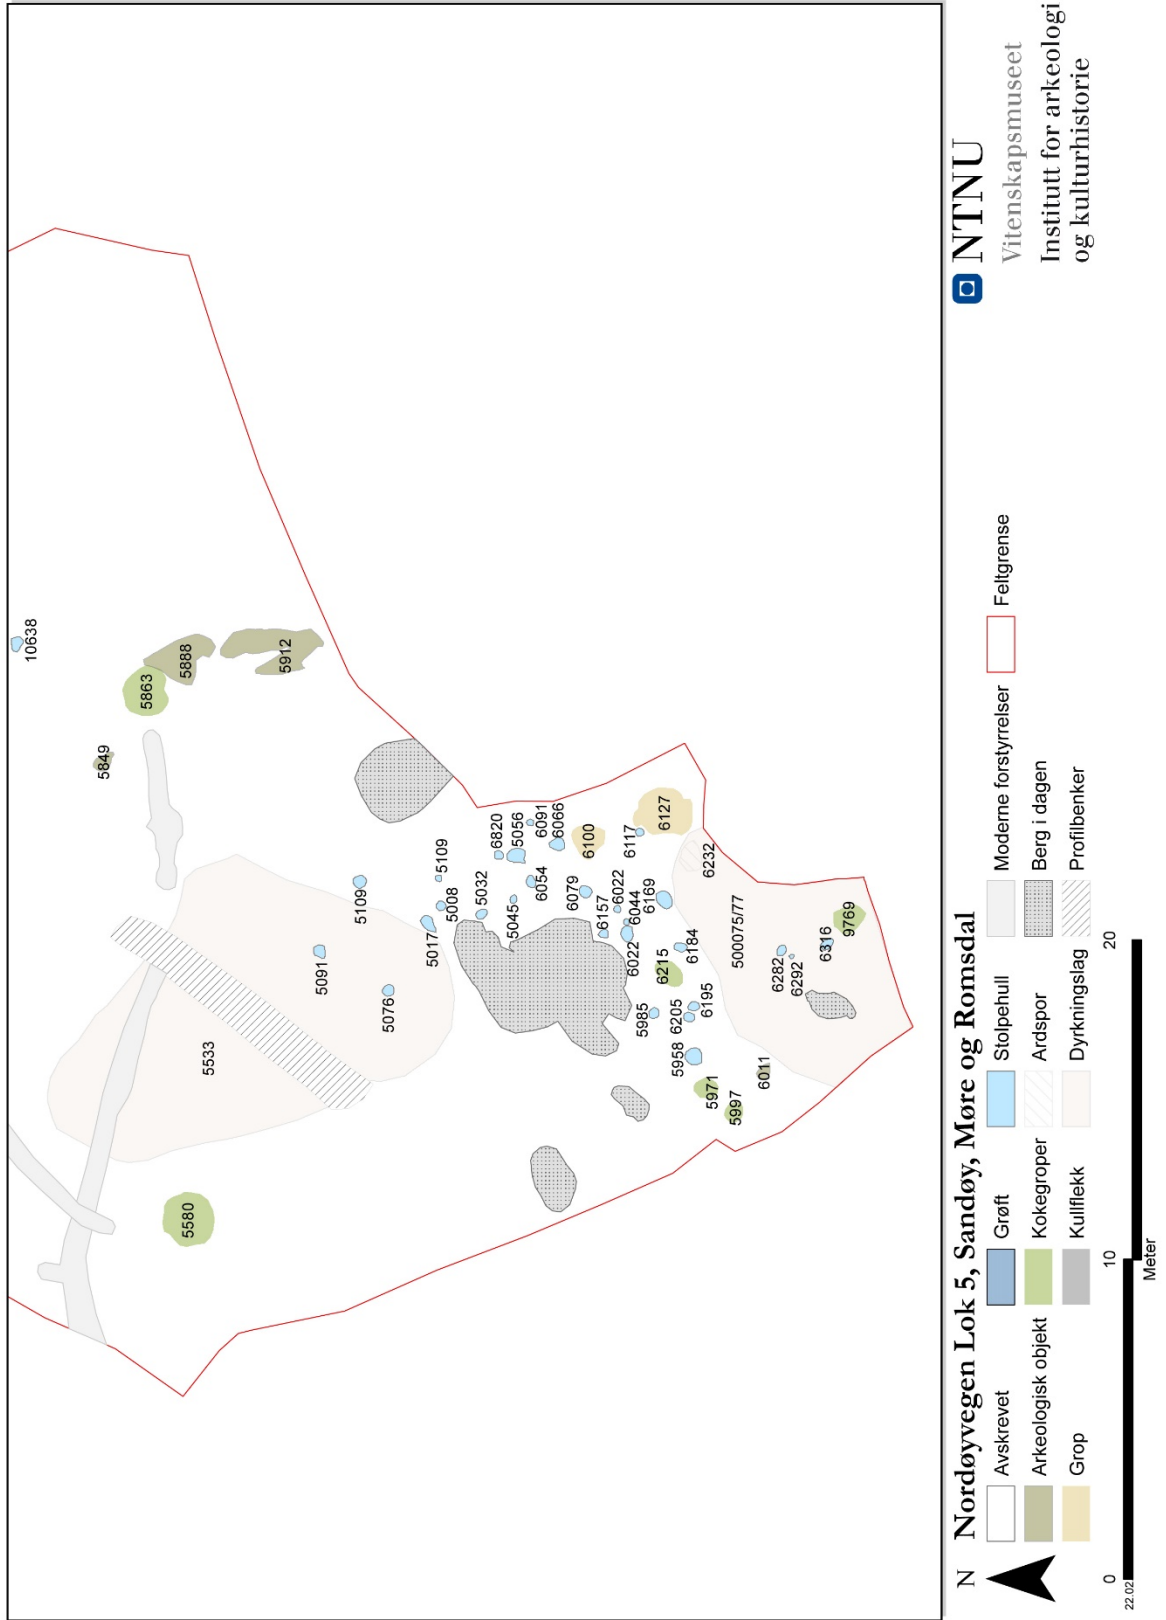 10638
5849
5863
5888
5912
5580
5533
5091
5109
5076
5109
5017
5008
5032
6820
5056
6091
6066
5045
6054
6100
6079
6157
6022
6044
6022
6117
6127
6169
6232
6215
6184
5985
6205
6195
5958
5971
5997
6011
500075/77
6282
6292
6316
9769
N
Nordøyvegen Lok 5, Sandøy, Møre og Romsdal
Avskrevet
Grøft
Stolpehull
Moderne forstyrrelser
Feltgrense
Arkeologisk objekt
Kokegroper
Ardspor
Berg i dagen
Grop
Kullflekk
Dyrkningslag
Profilbenker
0
10
20
Meter
22.02
NTNU
Vitenskapsmuseet
Institutt for arkeologi
og kulturhistorie